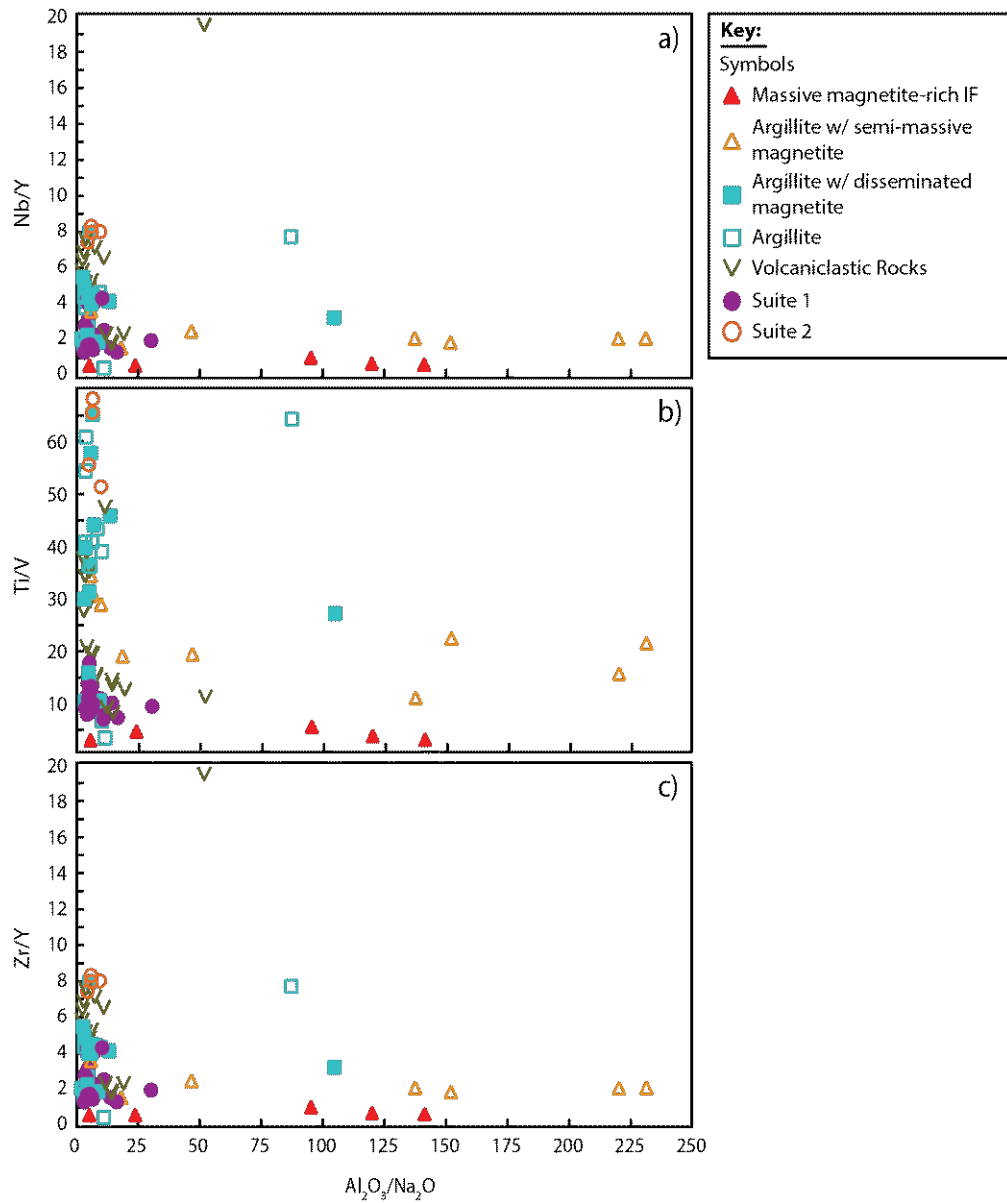 20
18
16
14
12
10
8
6
4
2
0
Nb/Y
a)
Key:
Symbols
Massive magnetite-rich IF
Argillite w/ semi-massive
magnetite
Argillite w/ disseminated
magnetite
Argillite
Volcaniclastic Rocks
Suite 1
Suite 2
60
50
40
30
20
10
Ti/V
b)
20
18
16
14
12
10
8
6
4
2
0
Zr/Y
c)
0 25 50 75 100 125 150 175 200 225 250
Al₂O₃/Na₂O